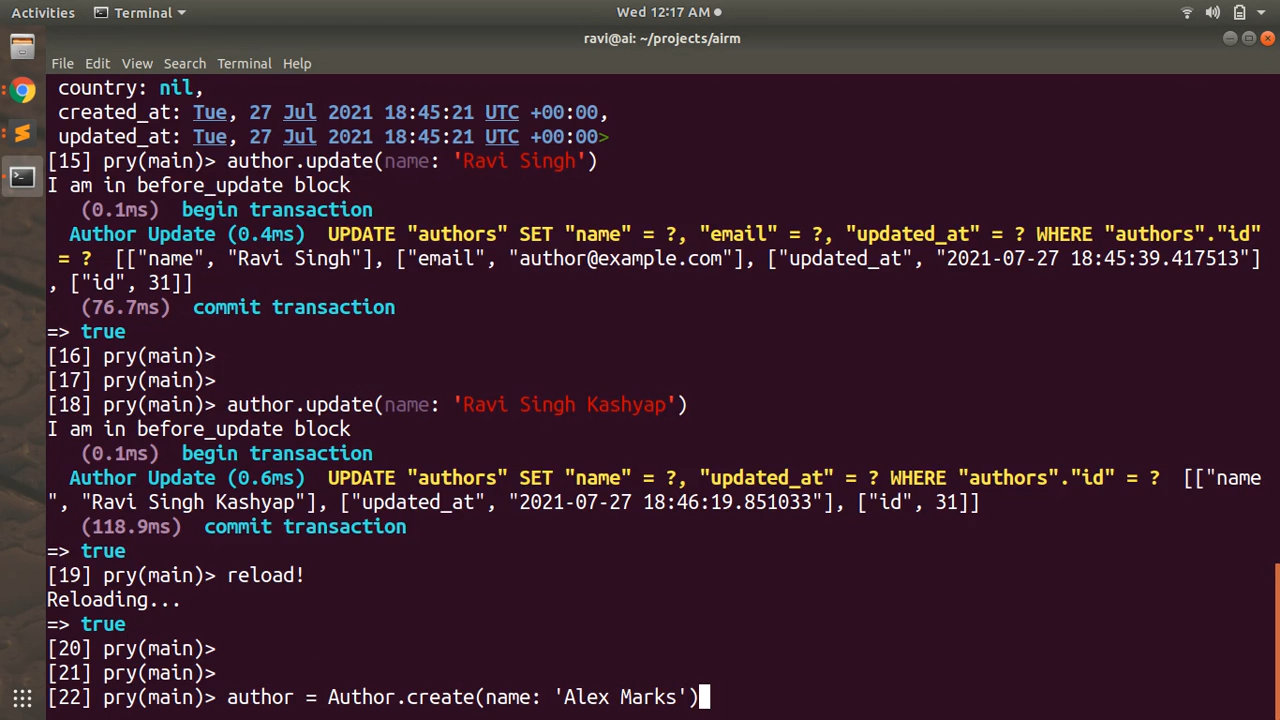 Activities Terminal Wed 12:17 AM
ravi@ai: ~/projects/airm
File Edit View Search Terminal Help
country: nil,
created_at: Tue, 27 Jul 2021 18:45:21 UTC +00:00,
updated_at: Tue, 27 Jul 2021 18:45:21 UTC +00:00>
[15] pry(main)> author.update(name: 'Ravi Singh')
I am in before_update block
(0.1ms) begin transaction
Author Update (0.4ms) UPDATE "authors" SET "name" = ?, "email" = ?, "updated_at" = ? WHERE "authors"."id"
= ? [["name", "Ravi Singh"], ["email", "author@example.com"], ["updated_at", "2021-07-27 18:45:39.417513"]
, ["id", 31]]
(76.7ms) commit transaction
=> true
[16] pry(main)>
[17] pry(main)>
[18] pry(main)> author.update(name: 'Ravi Singh Kashyap')
I am in before_update block
(0.1ms) begin transaction
Author Update (0.6ms) UPDATE "authors" SET "name" = ?, "updated_at" = ? WHERE "authors"."id" = ? [["name
", "Ravi Singh Kashyap"], ["updated_at", "2021-07-27 18:46:19.851033"], ["id", 31]]
(118.9ms) commit transaction
=> true
[19] pry(main)> reload!
Reloading...
=> true
[20] pry(main)>
[21] pry(main)>
[22] pry(main)> author = Author.create(name: 'Alex Marks')